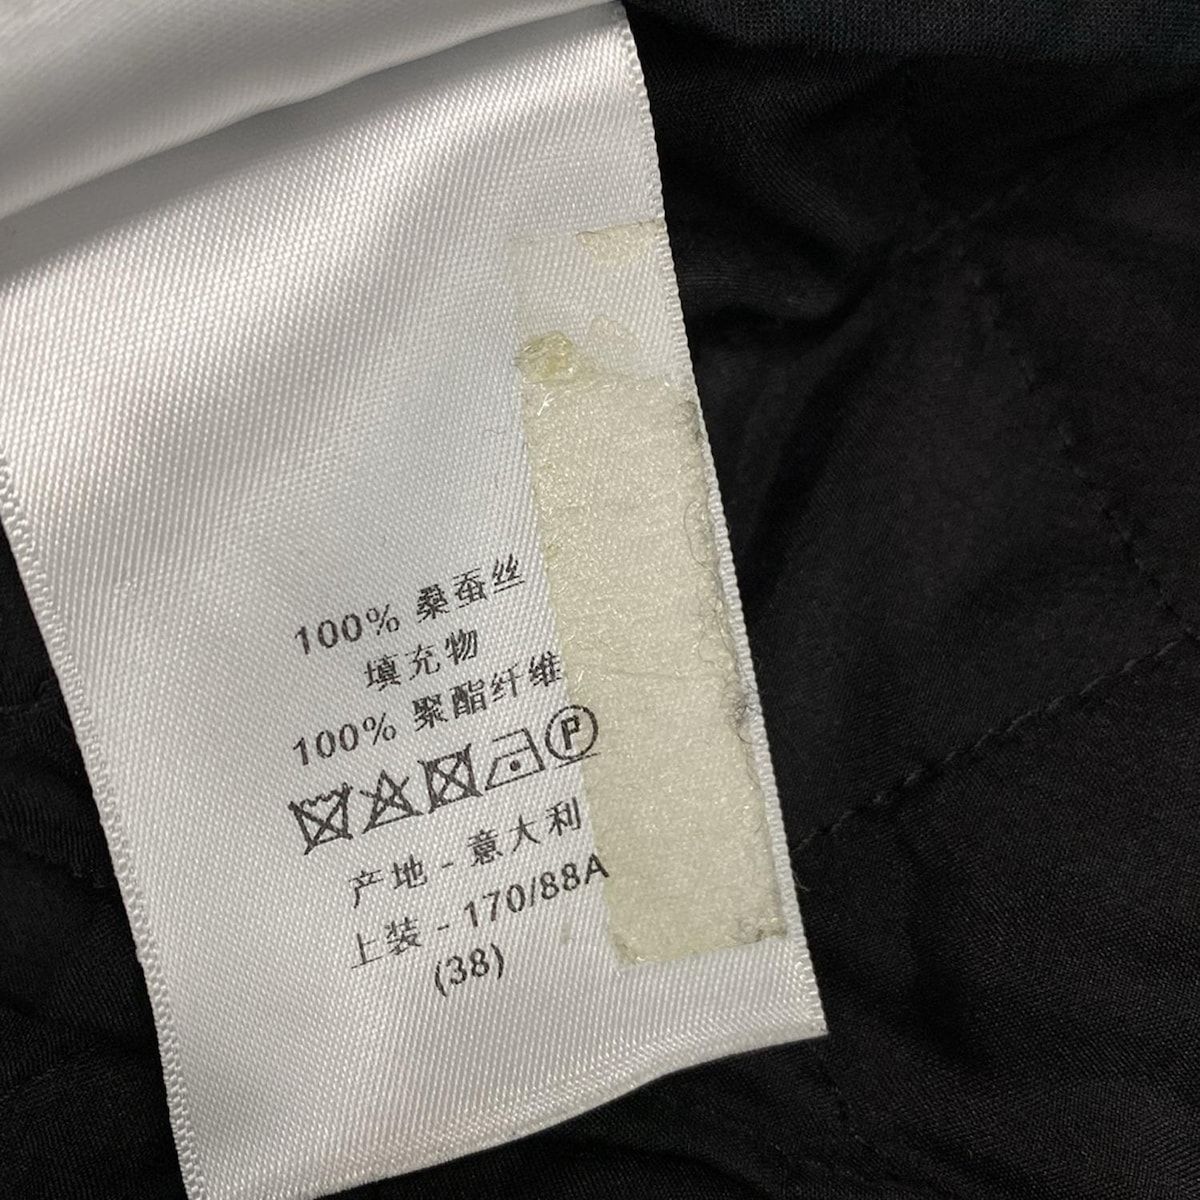 100% 桑蚕丝
填充物
100% 聚酯纤维
P
产地 - 意大利
上装 - 170/88A
(38)